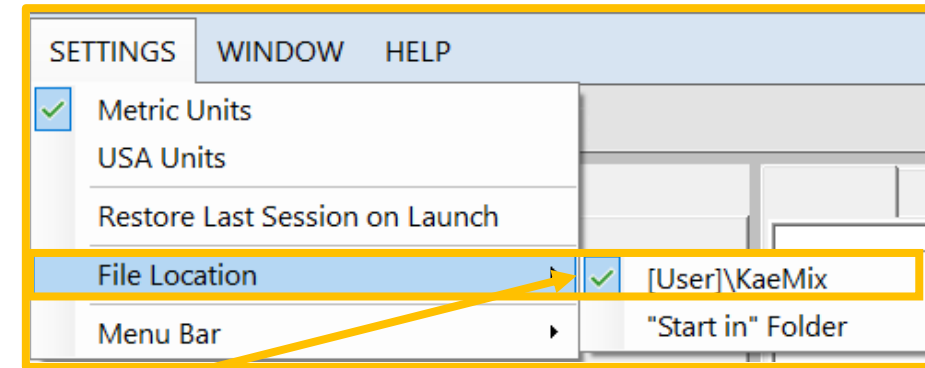 SETTINGS WINDOW HELP
Metric Units
USA Units
Restore Last Session on Launch
File Location
[User]\KaeMix
Menu Bar
"Start in" Folder